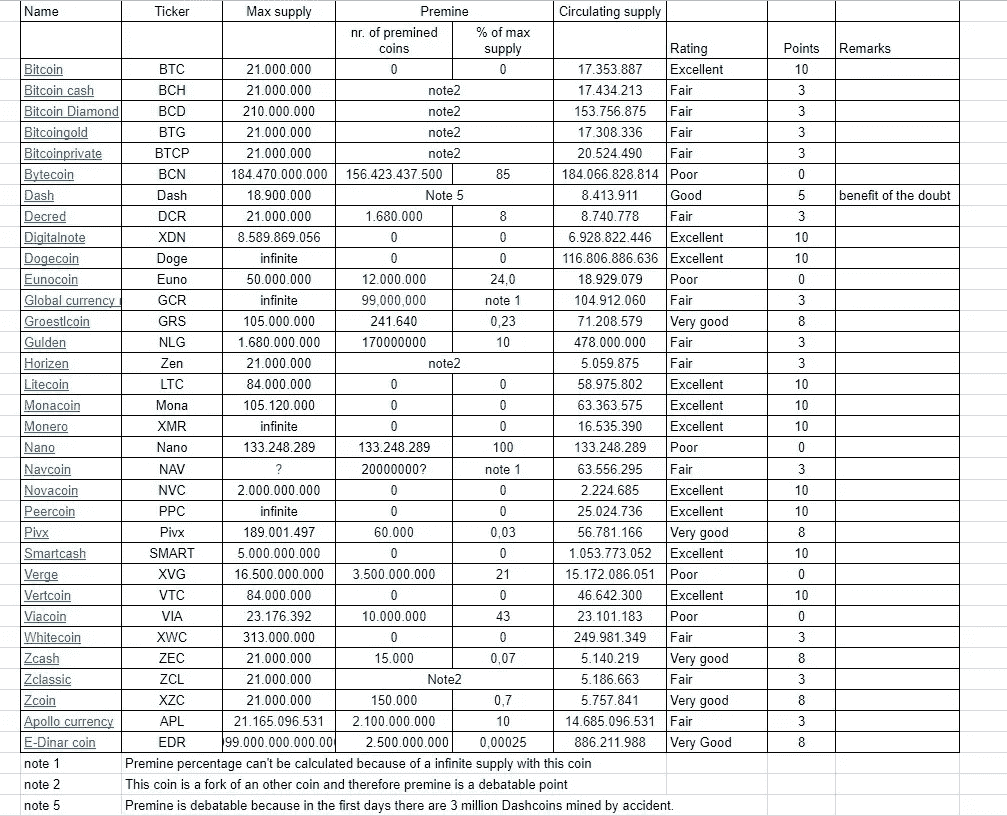 Name Ticker Max supply Premine Circulating supply
nr. of premined coins % of max supply Rating Points Remarks
Bitcoin BTC 21.000.000 0 0 17.353.887 Excellent 10
Bitcoin cash BCH 21.000.000 note2 17.434.213 Fair 3
Bitcoin Diamond BCD 210.000.000 note2 153.756.875 Fair 3
Bitcoingold BTG 21.000.000 note2 17.308.336 Fair 3
Bitcoinprivate BTCP 21.000.000 note2 20.524.490 Fair 3
Bytecoin BCN 184.470.000.000 156.423.437.500 85 184.066.828.814 Poor 0
Dash Dash 18.900.000 Note 5 8.413.911 Good 5 benefit of the doubt
Decred DCR 21.000.000 1.680.000 8 8.740.778 Fair 3
Digitalnote XDN 8.589.869.056 0 0 6.928.822.446 Excellent 10
Dogecoin Doge infinite 0 0 116.806.886.636 Excellent 10
Eunocoin Euno 50.000.000 12.000.000 24,0 18.929.079 Poor 0
Global currency GCR infinite 99,000,000 note 1 104.912.060 Fair 3
Groestlcoin GRS 105.000.000 241.640 0,23 71.208.579 Very good 8
Gulden NLG 1.680.000.000 170000000 10 478.000.000 Fair 3
Horizen Zen 21.000.000 note2 5.059.875 Fair 3
Litecoin LTC 84.000.000 0 0 58.975.802 Excellent 10
Monacoin Mona 105.120.000 0 0 63.363.575 Excellent 10
Monero XMR infinite 0 0 16.535.390 Excellent 10
Nano Nano 133.248.289 133.248.289 100 133.248.289 Poor 0
Navcoin NAV ? 20000000? note 1 63.556.295 Fair 3
Novacoin NVC 2.000.000.000 0 0 2.224.685 Excellent 10
Peercoin PPC infinite 0 0 25.024.736 Excellent 10
Pivx Pivx 189.001.497 60.000 0,03 56.781.166 Very good 8
Smartcash SMART 5.000.000.000 0 0 1.053.773.052 Excellent 10
Verge XVG 16.500.000.000 3.500.000.000 21 15.172.086.051 Poor 0
Vertcoin VTC 84.000.000 0 0 46.642.300 Excellent 10
Viacoin VIA 23.176.392 10.000.000 43 23.101.183 Poor 0
Whitecoin XWC 313.000.000 0 0 249.981.349 Fair 3
Zcash ZEC 21.000.000 15.000 0,07 5.140.219 Very good 8
Zclassic ZCL 21.000.000 Note2 5.186.663 Fair 3
Zcoin XZC 21.000.000 150.000 0,7 5.757.841 Very good 8
Apollo currency APL 21.165.096.531 2.100.000.000 10 14.685.096.531 Fair 3
E-Dinar coin EDR 2.500.000.000 0,00025 886.211.988 Very Good 8
note 1 Premine percentage can't be calculated because of a infinite supply with this coin
note 2 This coin is a fork of an other coin and therefore premine is a debatable point
note 5 Premine is debatable because in the first days there are 3 million Dashcoins mined by accident.